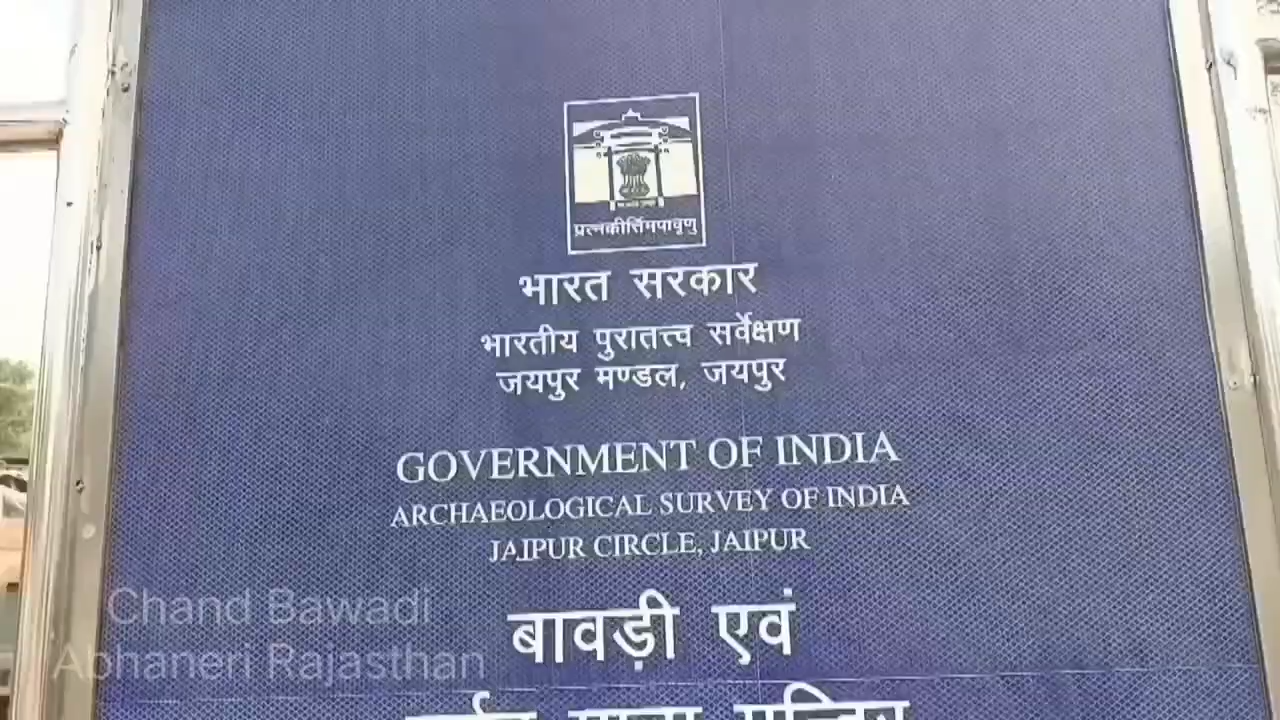 प्रत्नकीर्त्तिमपावृणु
भारत सरकार
भारतीय पुरातत्त्व सर्वेक्षण
जयपुर मण्डल, जयपुर
GOVERNMENT OF INDIA
ARCHAEOLOGICAL SURVEY OF INDIA
JAIPUR CIRCLE, JAIPUR
बावड़ी एवं
Chand Bawadi
Abhaneri Rajasthan